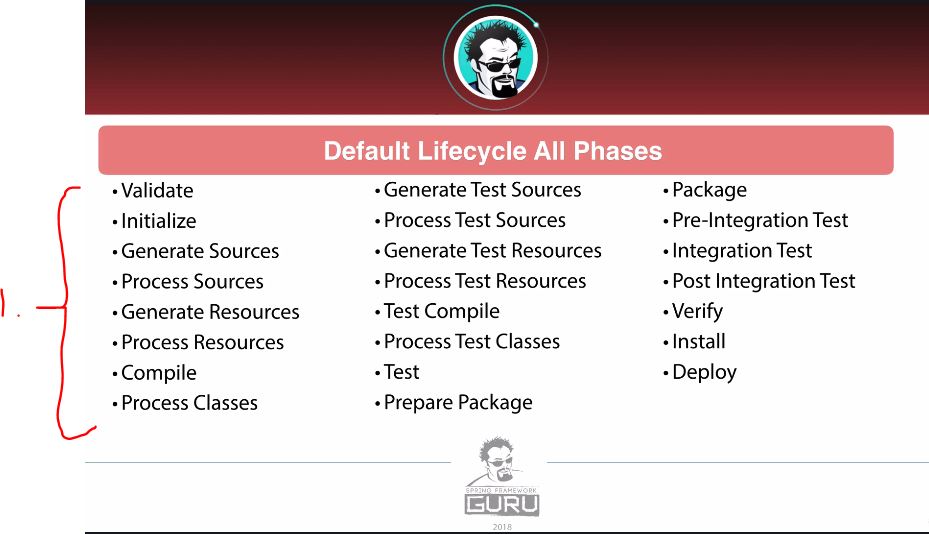 Default Lifecycle All Phases
1.
• Validate
• Initialize
• Generate Sources
• Process Sources
• Generate Resources
• Process Resources
• Compile
• Process Classes
• Generate Test Sources
• Process Test Sources
• Generate Test Resources
• Process Test Resources
• Test Compile
• Process Test Classes
• Test
• Prepare Package
• Package
• Pre-Integration Test
• Integration Test
• Post Integration Test
• Verify
• Install
• Deploy
SPRING FRAMEWORK
GURU
2018